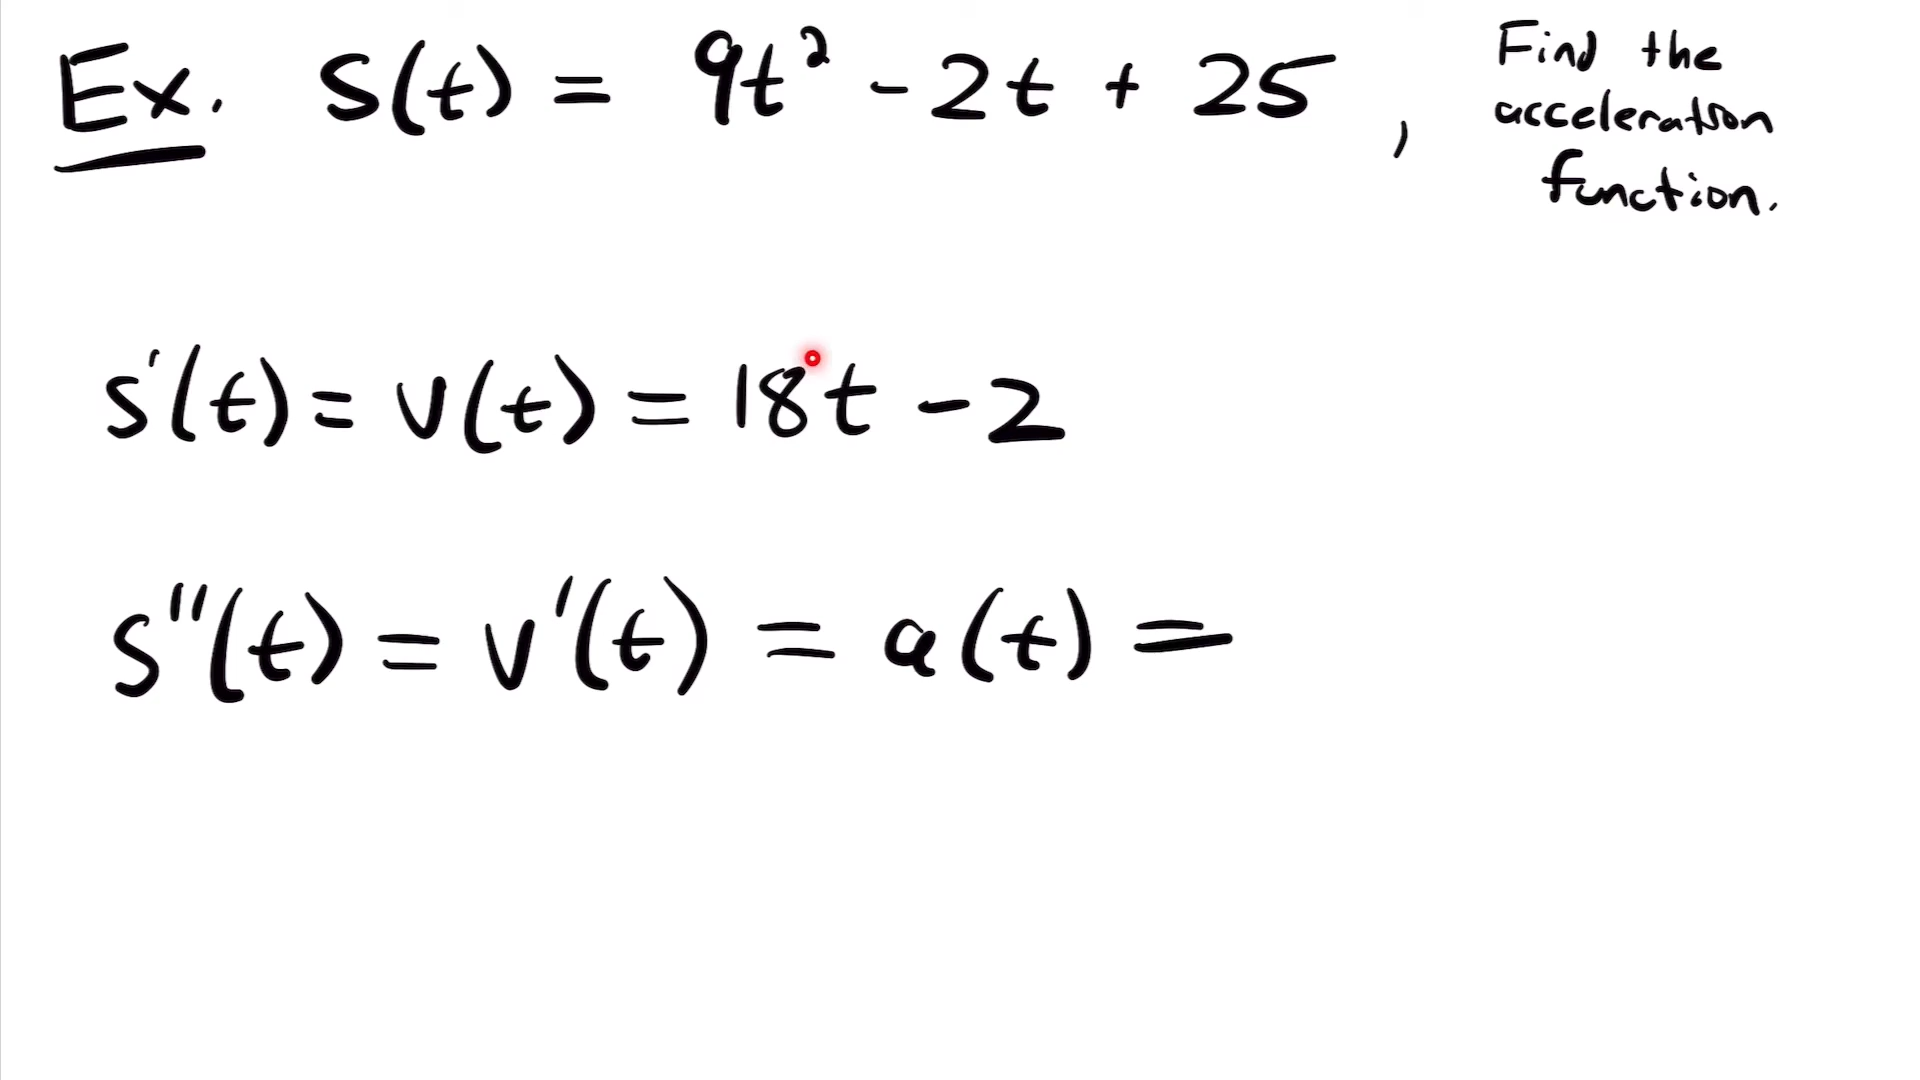 Ex. s(t) = 9t² - 2t + 25 , Find the
acceleration
function.
s'(t) = v(t) = 18t - 2
s''(t) = v'(t) = a(t) =